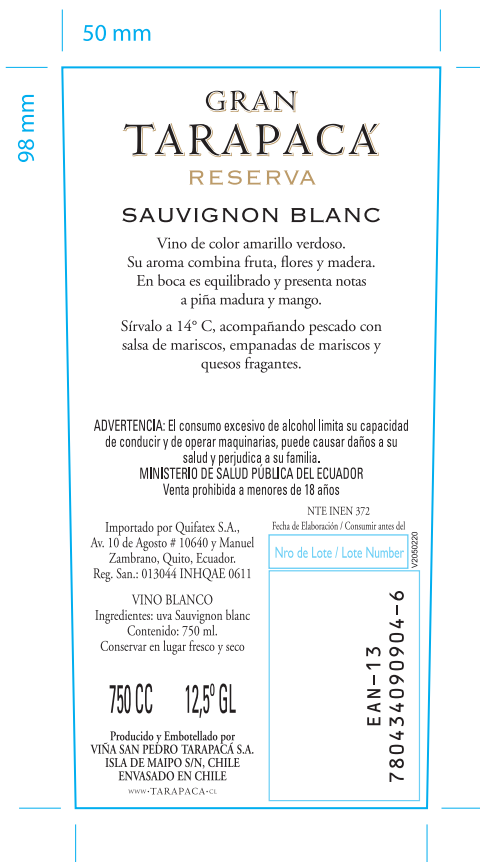 50 mm
98 mm
GRAN
TARAPACÁ
RESERVA
SAUVIGNON BLANC
Vino de color amarillo verdoso.
Su aroma combina fruta, flores y madera.
En boca es equilibrado y presenta notas
a piña madura y mango.
Sírvalo a 14° C, acompañando pescado con
salsa de mariscos, empanadas de mariscos y
quesos fragantes.
ADVERTENCIA: El consumo excesivo de alcohol limita su capacidad
de conducir y de operar maquinarias, puede causar daños a su
salud y perjudica a su familia.
MINISTERIO DE SALUD PÚBLICA DEL ECUADOR
Venta prohibida a menores de 18 años
Importado por Quifatex S.A.,
Av. 10 de Agosto # 10640 y Manuel
Zambrano, Quito, Ecuador.
Reg. San.: 013044 INHQAE 0611
VINO BLANCO
Ingredientes: uva Sauvignon blanc
Contenido: 750 ml.
Conservar en lugar fresco y seco
750 CC 12,5º GL
Producido y Embotellado por
VIÑA SAN PEDRO TARAPACÁ S.A.
ISLA DE MAIPO S/N, CHILE
ENVASADO EN CHILE
WWW·TARAPACA·CL
NTE INEN 372
Fecha de Elaboración / Consumir antes del
Nro de Lote / Lote Number
V2050220
EAN-13
780434090904-6